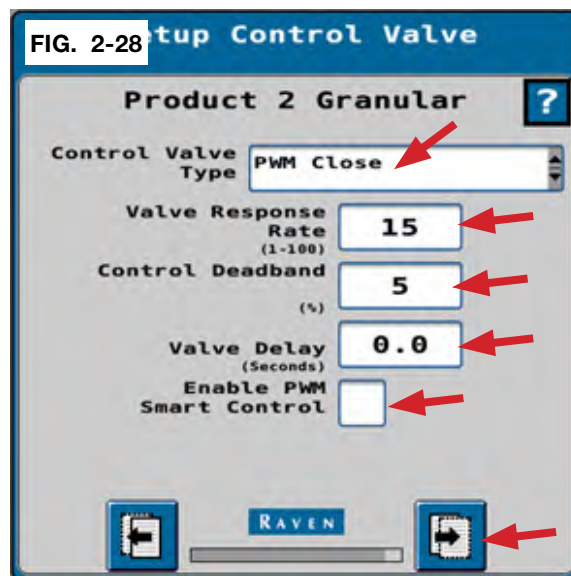 FIG. 2-28
tup Control Valve
Product 2 Granular
?
Control Valve
Type
PWM Close
Valve Response
Rate
(1-100)
15
Control Deadband
(%)
5
Valve Delay
(Seconds)
0.0
Enable PWM
Smart Control
RAVEN